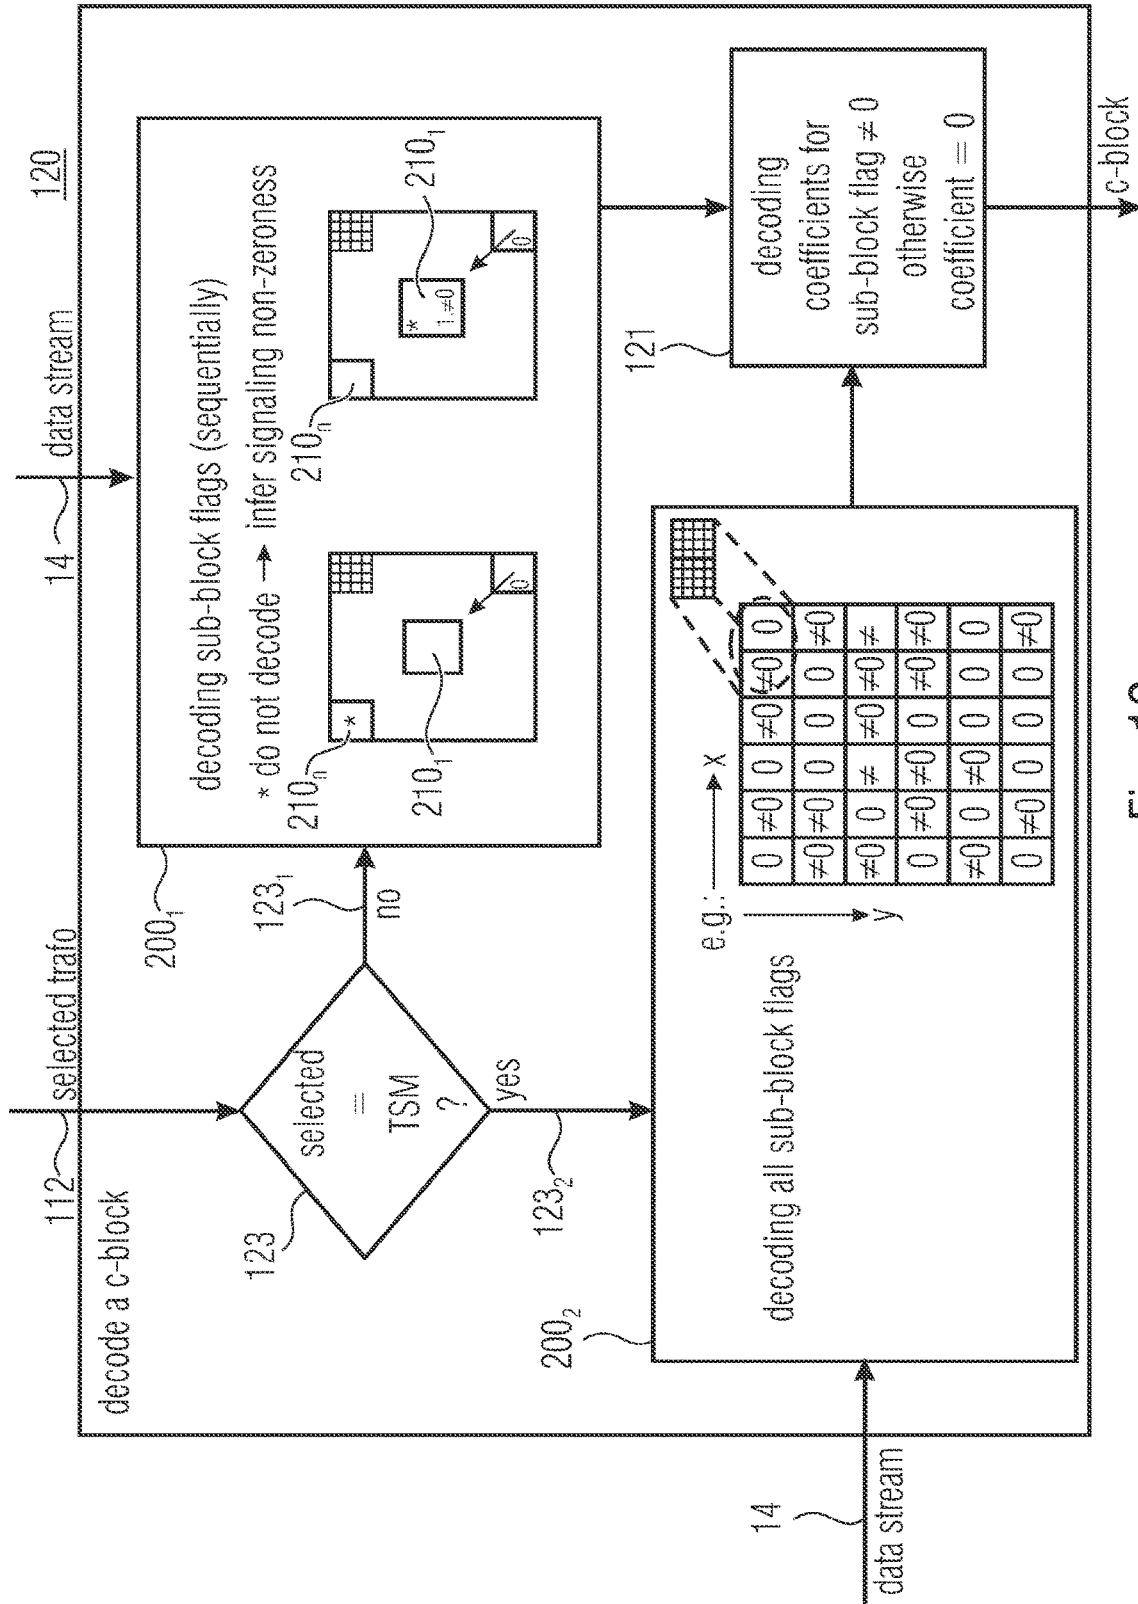 120
112
selected trafo
14
data stream
decode a c-block
123
selected
=
TSM
?
123₁
no
123₂
yes
200₁
decoding sub-block flags (sequentially)
* do not decode → infer signaling non-zeroness
210ₙ
*
210₁
0
210ₙ
*
1,≠0
210₁
0
200₂
decoding all sub-block flags
e.g.:
x
y
0 ≠0 0 ≠0 ≠0 0
≠0 ≠0 0 0 0 ≠0
≠0 0 ≠ ≠0 ≠0 ≠
0 ≠0 ≠0 0 ≠0 ≠0
≠0 0 ≠0 0 0 0
0 ≠0 0 0 0 ≠0
14
data stream
121
decoding
coefficients for
sub-block flag ≠ 0
otherwise
coefficient = 0
c-block